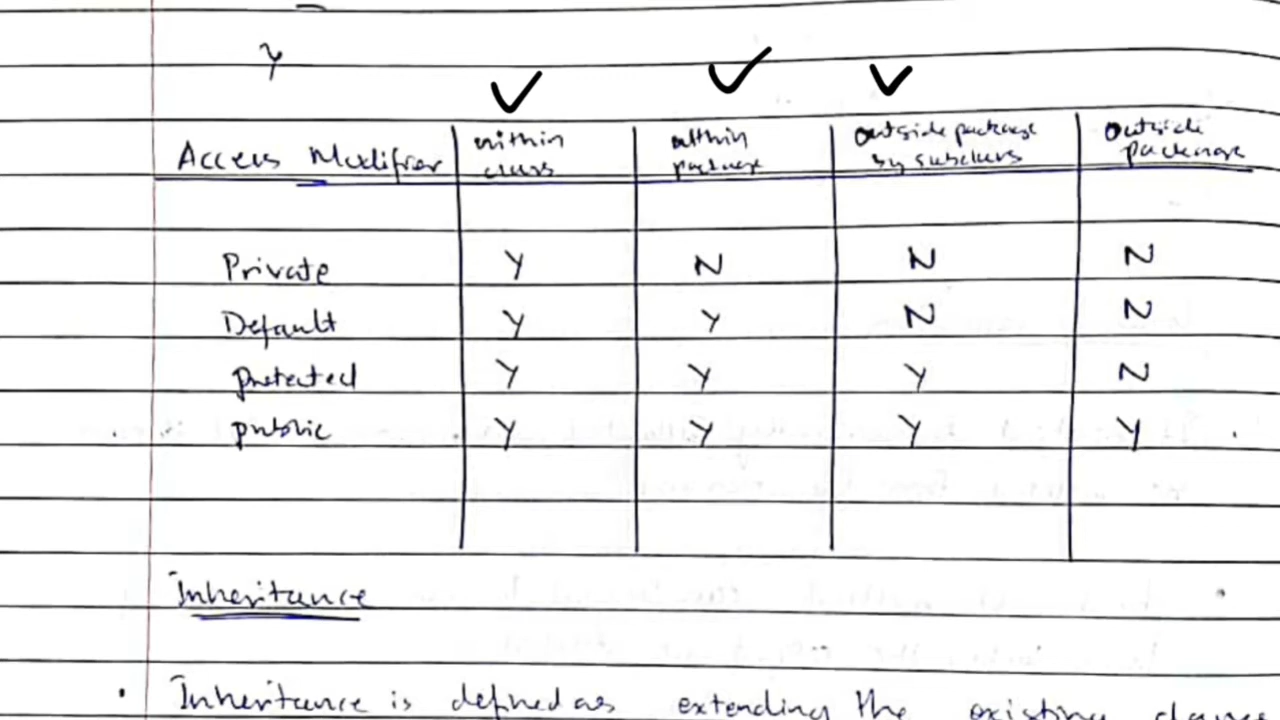 }
Access Modifier | within class | within package | outside package by subclass | outside package
Private Y N N N
Default Y Y N N
protected Y Y Y N
public Y Y Y Y
Inheritance
• Inheritance is defined as extending the existing classes